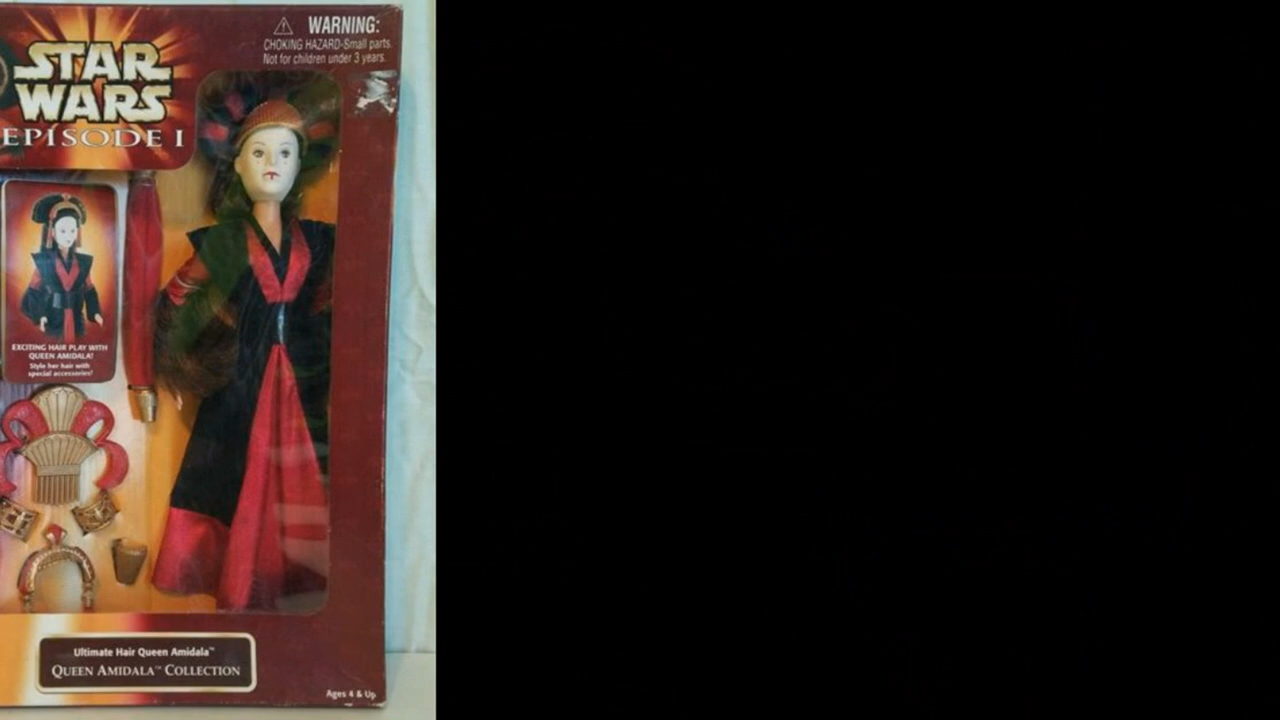 WARNING:
CHOKING HAZARD-Small parts.
Not for children under 3 years.
STAR
WARS
EPISODE I
EXCITING HAIR PLAY WITH
QUEEN AMIDALA!
Style her hair with
special accessories!
Ultimate Hair Queen Amidala™
QUEEN AMIDALA™ COLLECTION
Ages 4 & Up